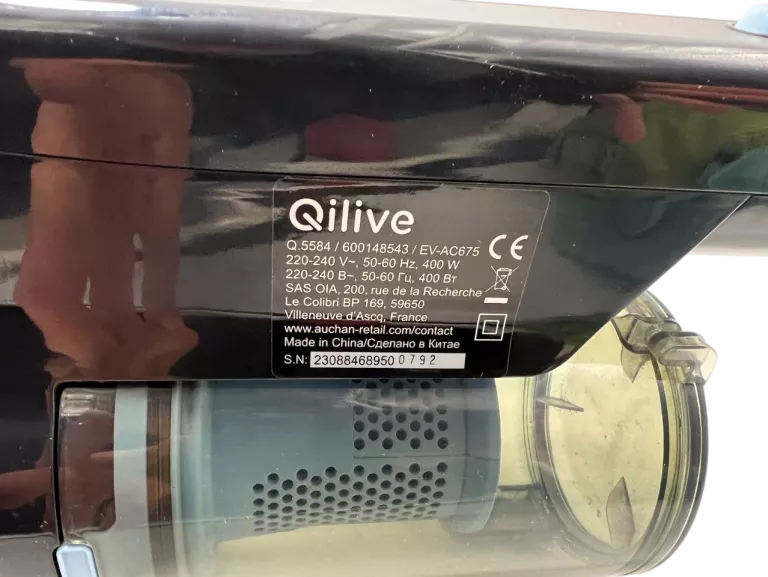 Qilive
Q.5584 / 600148543 / EV-AC675
220-240 V~, 50-60 Hz, 400 W
220-240 В~, 50-60 Гц, 400 Вт
SAS OIA, 200, rue de la Recherche
Le Colibri BP 169, 59650
Villeneuve d'Ascq, France
www.auchan-retail.com/contact
Made in China/Сделано в Китае
S.N: 23088468950 0792
CE